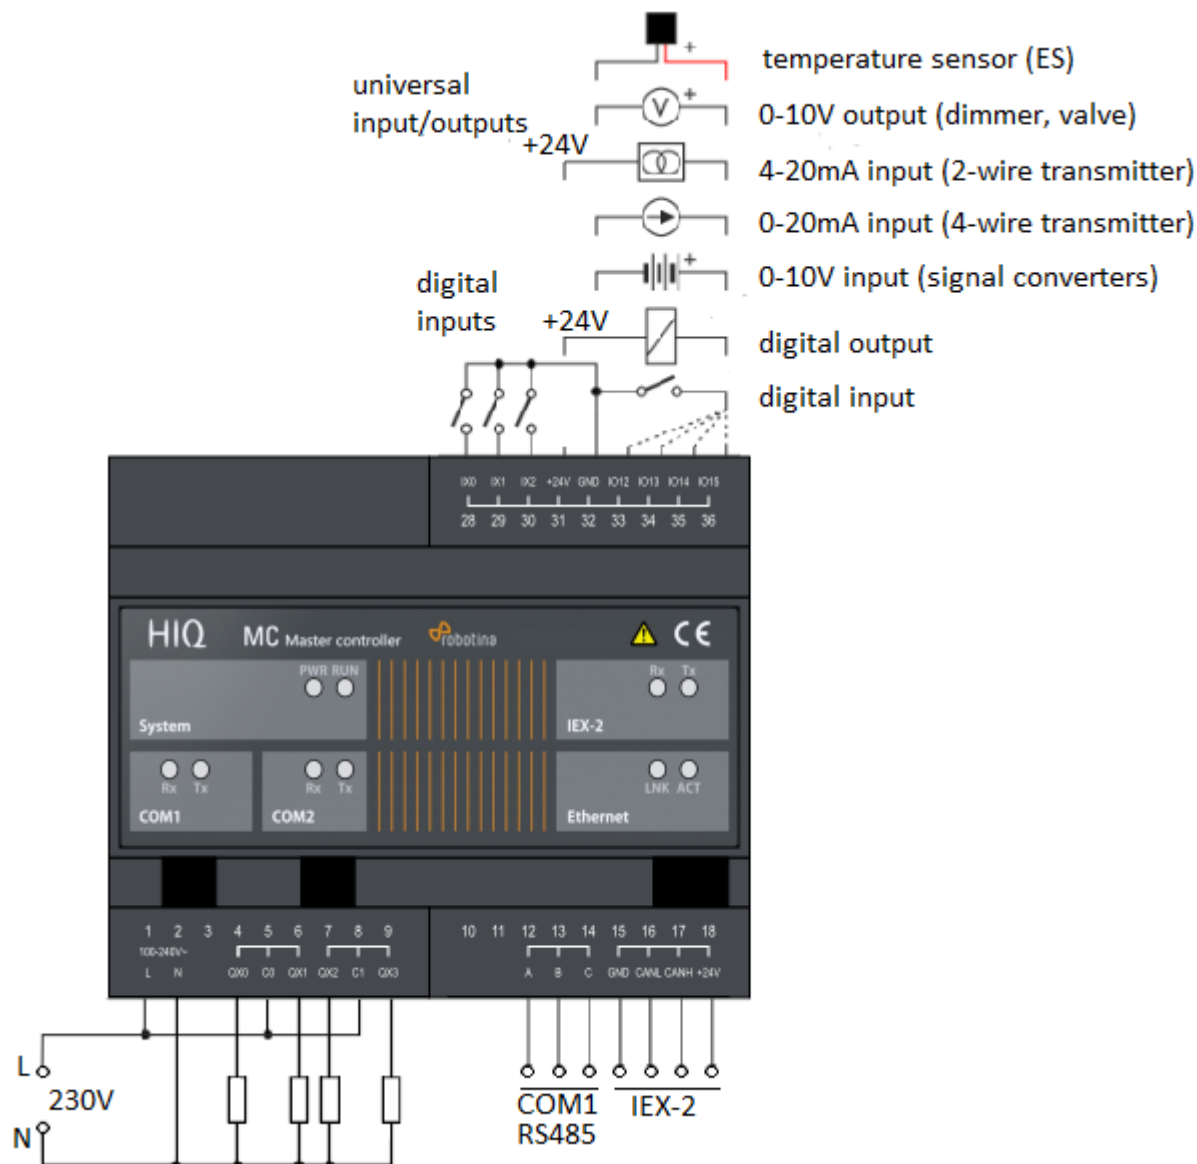 temperature sensor (ES)
universal
input/outputs
0-10V output (dimmer, valve)
+24V
4-20mA input (2-wire transmitter)
0-20mA input (4-wire transmitter)
0-10V input (signal converters)
digital
inputs
+24V
digital output
digital input
IX0 IX1 IX2 +24V GND IO12 IO13 IO14 IO15
28 29 30 31 32 33 34 35 36
HIQ MC Master controller robotina CE
PWR RUN
Rx Tx
System
IEX-2
Rx Tx
Rx Tx
LNK ACT
COM1
COM2
Ethernet
1 2 3 4 5 6 7 8 9 10 11 12 13 14 15 16 17 18
100-240V~
L N QX0 C0 QX1 QX2 C1 QX3 A B C GND CANL CANH +24V
L
230V
N
COM1
RS485
IEX-2
+
V
+
+